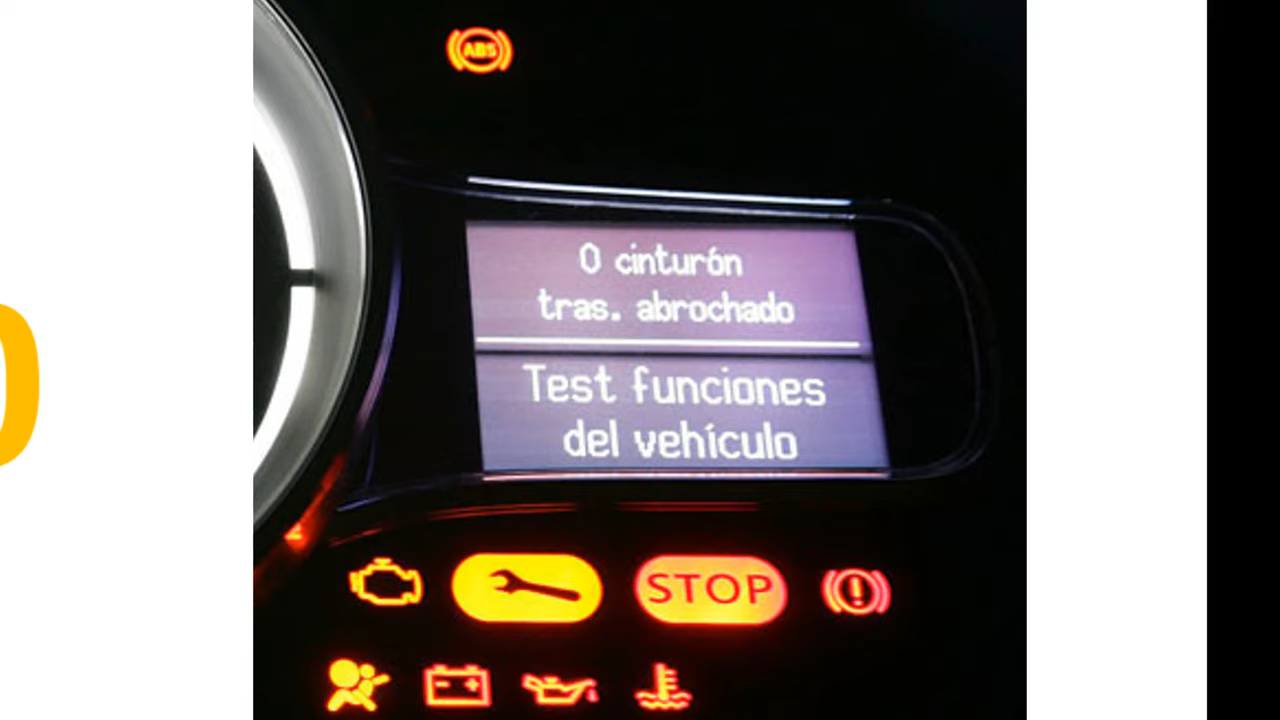 ABS
0 cinturón
tras. abrochado
Test funciones
del vehículo
STOP